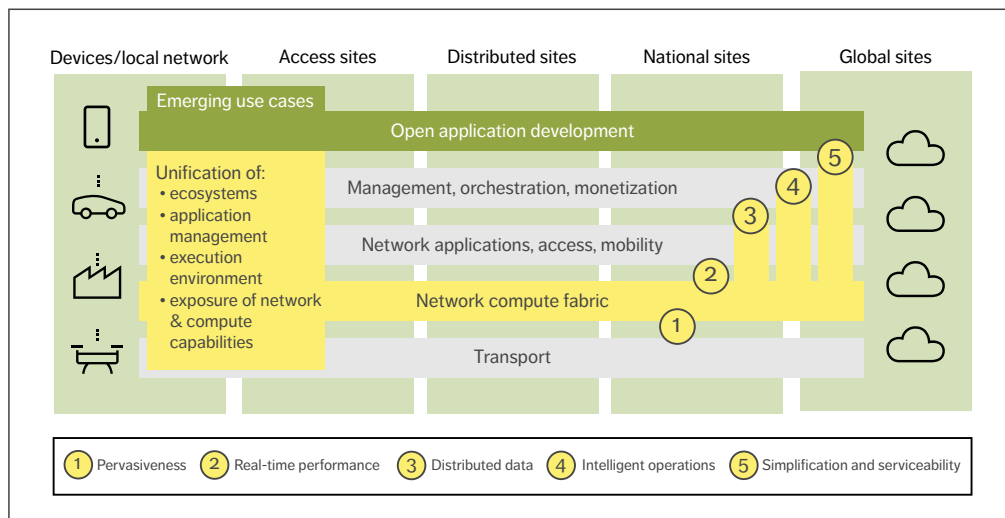 Devices/local network
Access sites
Distributed sites
National sites
Global sites
Emerging use cases
Open application development
Unification of:
• ecosystems
• application
management
• execution
environment
• exposure of network
& compute
capabilities
Management, orchestration, monetization
Network applications, access, mobility
Network compute fabric
Transport
5
4
3
2
1
1 Pervasiveness
2 Real-time performance
3 Distributed data
4 Intelligent operations
5 Simplification and serviceability